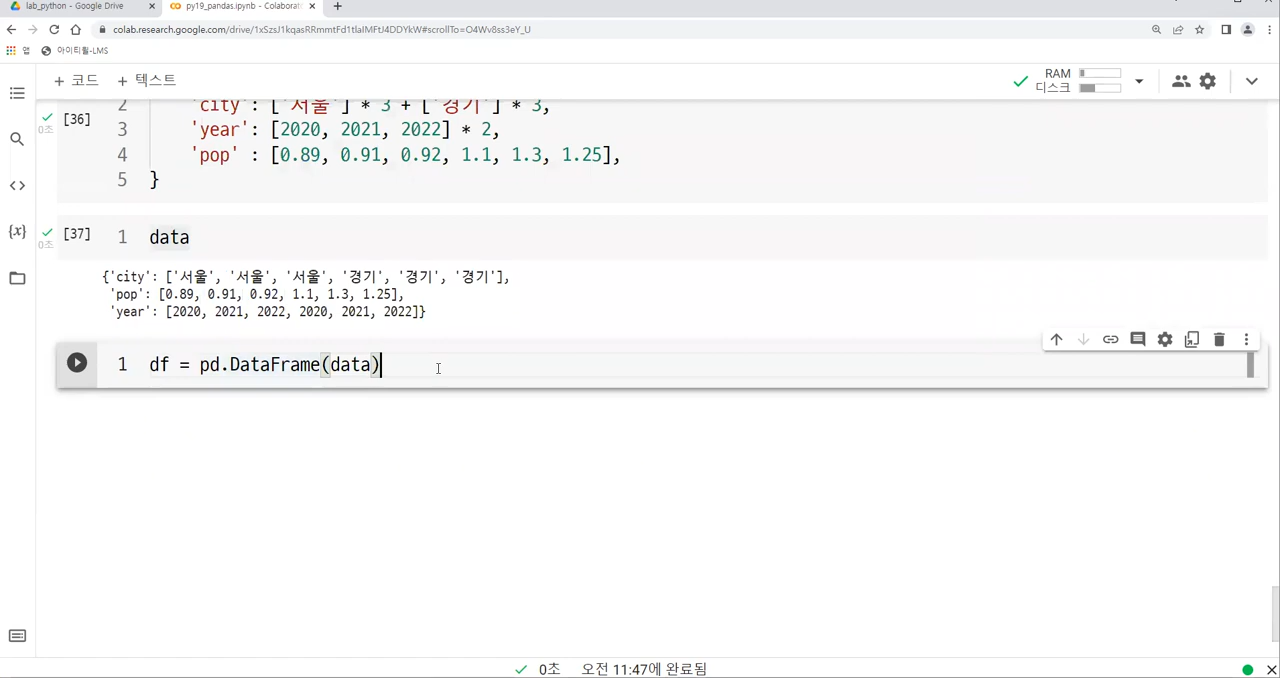 lab_python - Google Drive
py19_pandas.ipynb - Colaborat
colab.research.google.com/drive/1xSzsJ1kqasRRmmtFd1tlaIMFtJ4DDYkW#scrollTo=O4Wv8ss3eY_U
앱
아이티윌-LMS
+ 코드 + 텍스트
RAM
디스크
[36]
0초
2 'city': ['서울'] * 3 + ['경기'] * 3,
3 'year': [2020, 2021, 2022] * 2,
4 'pop' : [0.89, 0.91, 0.92, 1.1, 1.3, 1.25],
5 }
[37]
0초
1 data
{'city': ['서울', '서울', '서울', '경기', '경기', '경기'],
'pop': [0.89, 0.91, 0.92, 1.1, 1.3, 1.25],
'year': [2020, 2021, 2022, 2020, 2021, 2022]}
1 df = pd.DataFrame(data)
0초 오전 11:47에 완료됨